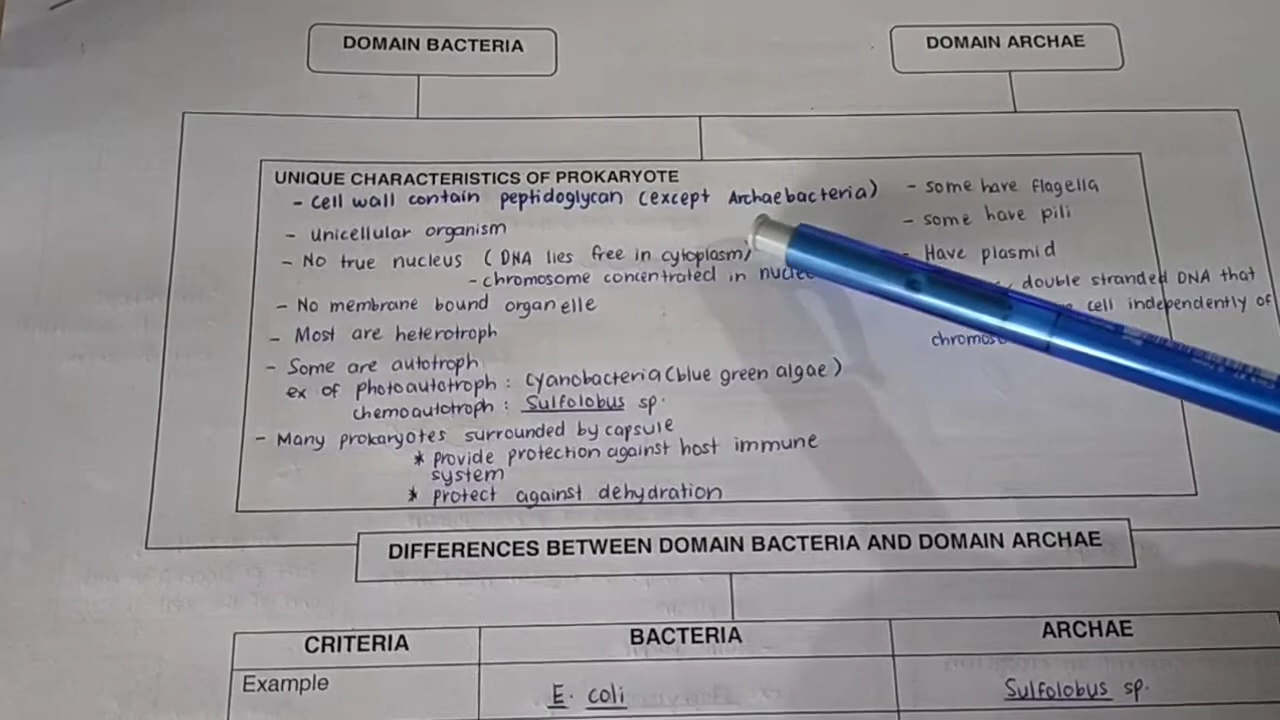 DOMAIN BACTERIA
DOMAIN ARCHAE
UNIQUE CHARACTERISTICS OF PROKARYOTE
- cell wall contain peptidoglycan (except Archaebacteria)
- unicellular organism
- No true nucleus (DNA lies free in cytoplasm)
- chromosome concentrated in
- No membrane bound organelle
- Most are heterotroph
- Some are autotroph
ex of photoautotroph : cyanobacteria (blue green algae)
chemoautotroph : Sulfolobus sp.
- Many prokaryotes surrounded by capsule
* provide protection against host immune
system
* protect against dehydration
- some have flagella
- some have pili
- Have plasmid
double stranded DNA that
cell independently of
DIFFERENCES BETWEEN DOMAIN BACTERIA AND DOMAIN ARCHAE
CRITERIA BACTERIA ARCHAE
Example E. coli Sulfolobus sp.